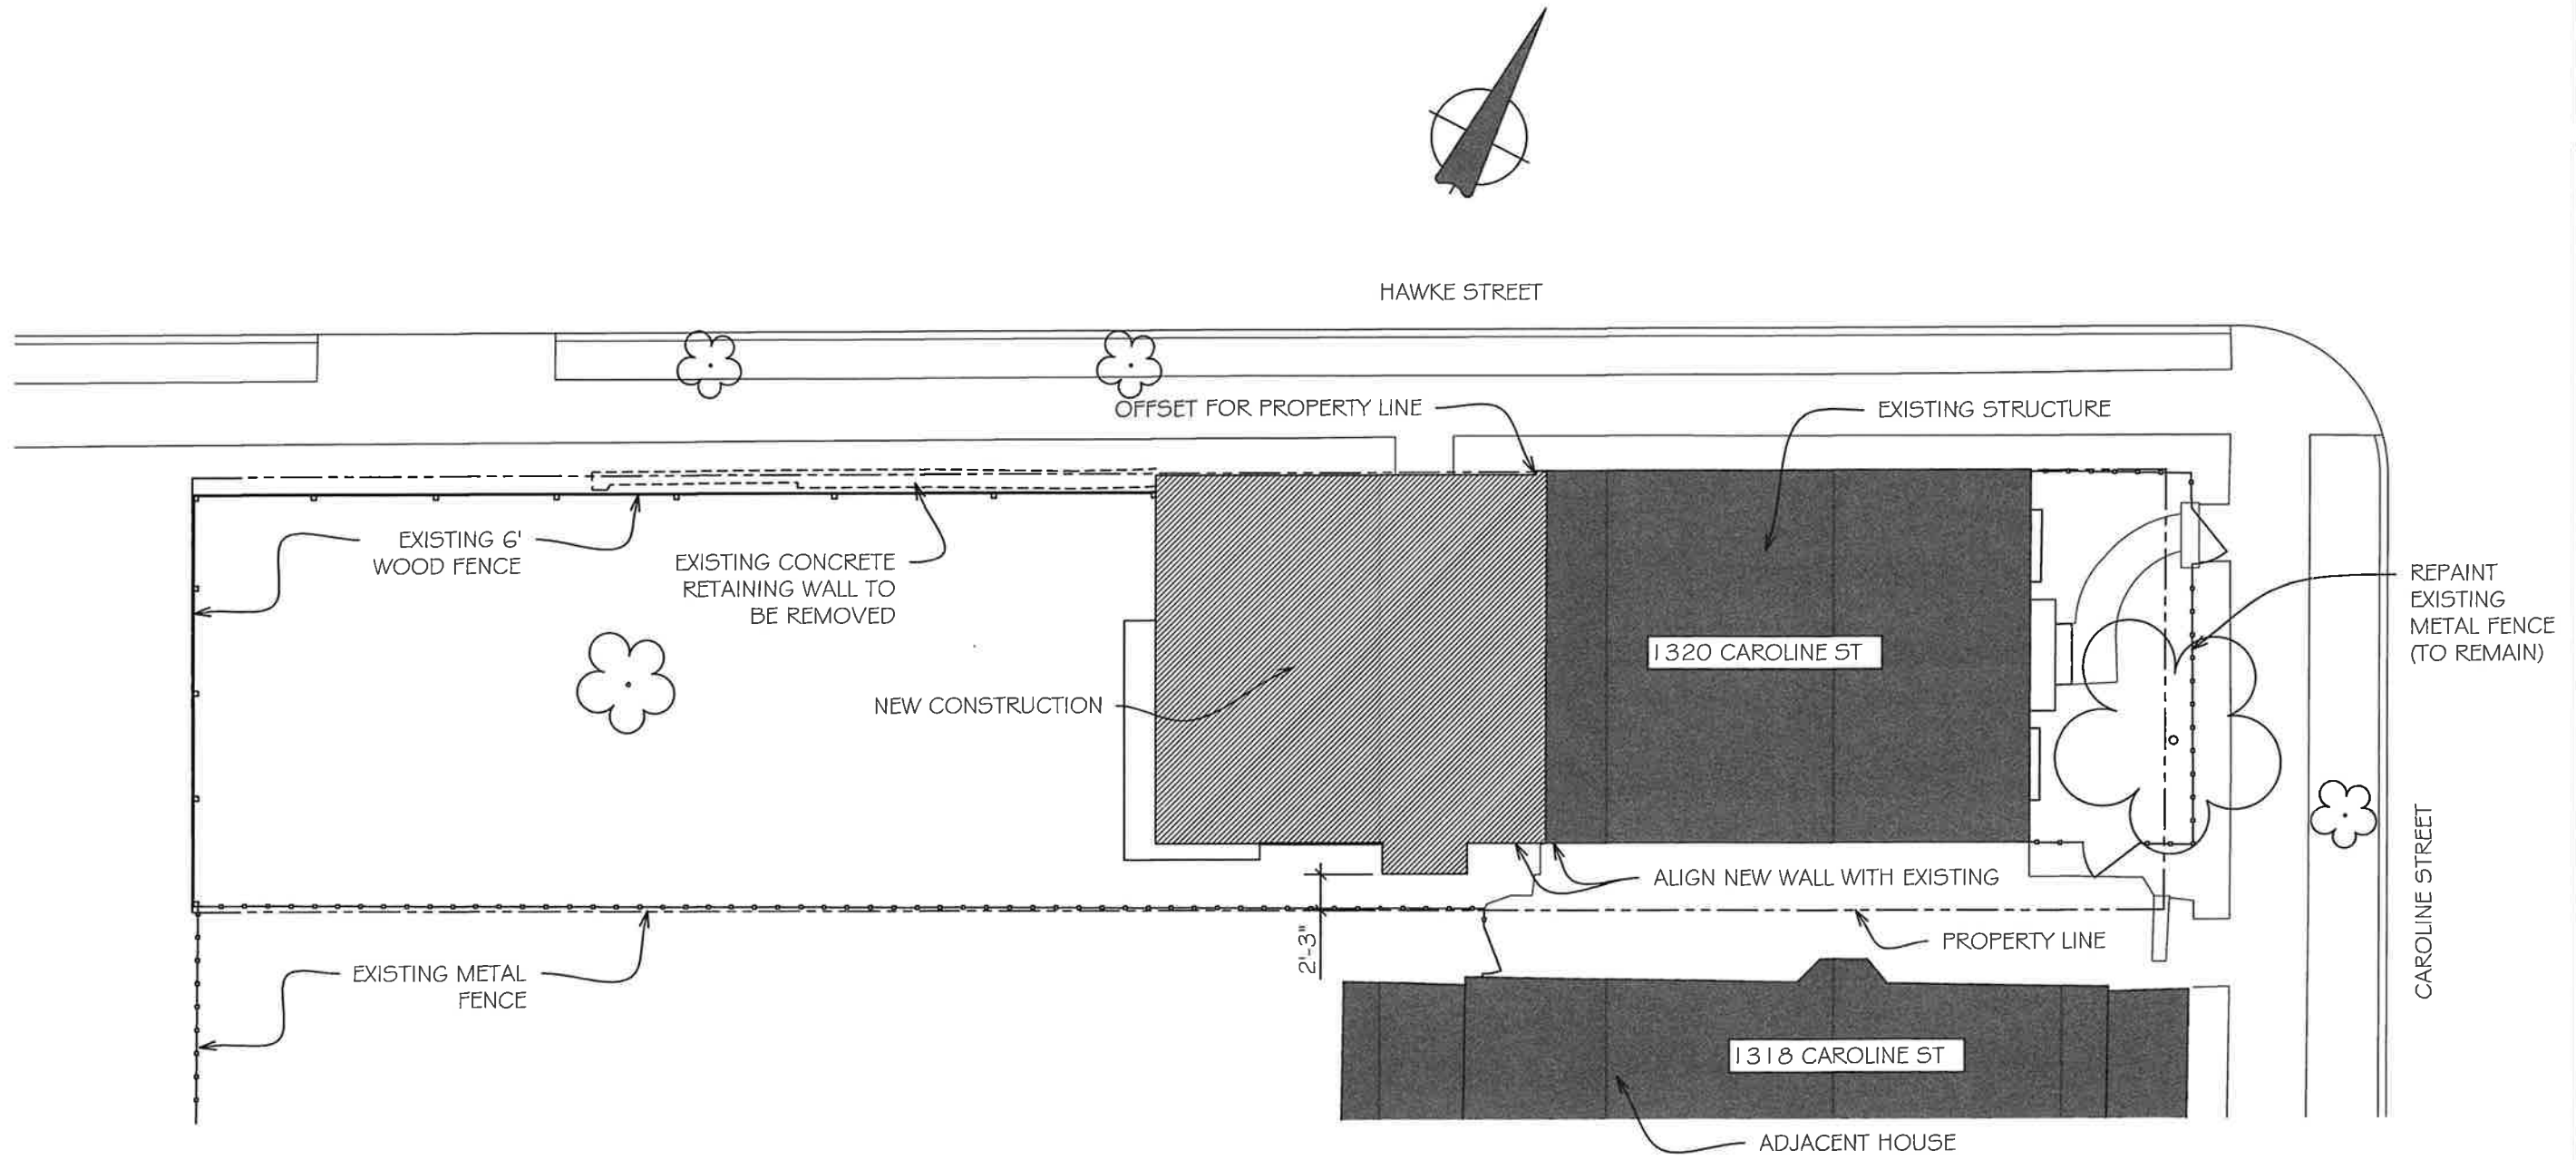 HAWKE STREET
OFFSET FOR PROPERTY LINE
EXISTING STRUCTURE
EXISTING 6'
WOOD FENCE
EXISTING CONCRETE
RETAINING WALL TO
BE REMOVED
REPAINT
EXISTING
METAL FENCE
(TO REMAIN)
1320 CAROLINE ST
NEW CONSTRUCTION
ALIGN NEW WALL WITH EXISTING
CAROLINE STREET
2'-3"
PROPERTY LINE
EXISTING METAL
FENCE
1318 CAROLINE ST
ADJACENT HOUSE